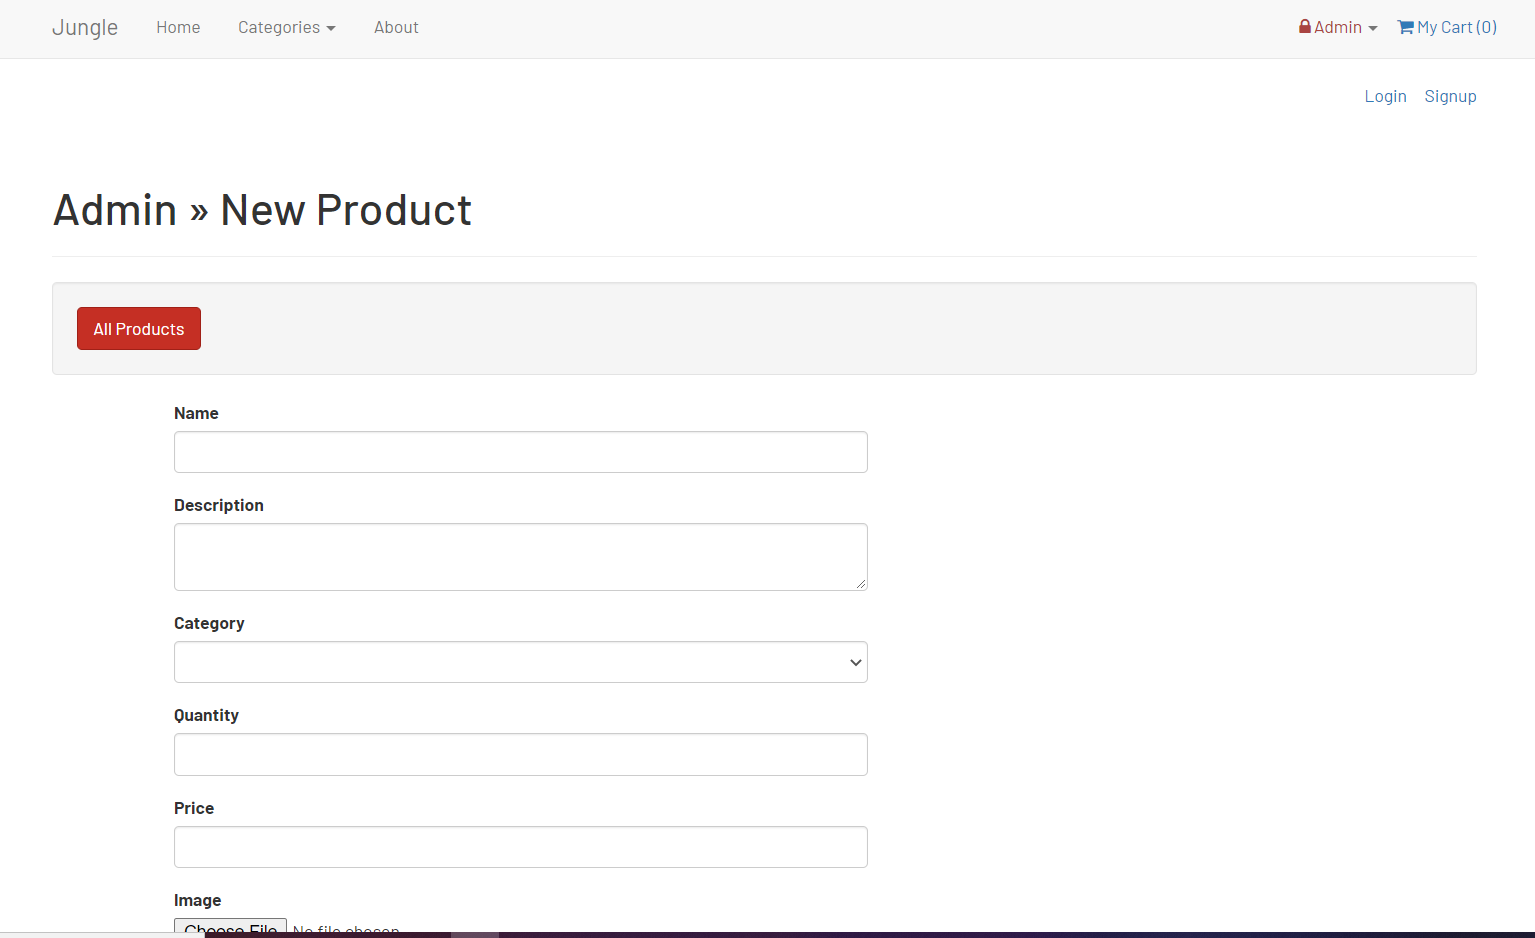 Jungle Home Categories About Admin My Cart (0)
Login Signup
Admin » New Product
All Products
Name
Description
Category
Quantity
Price
Image
Choose File No file chosen